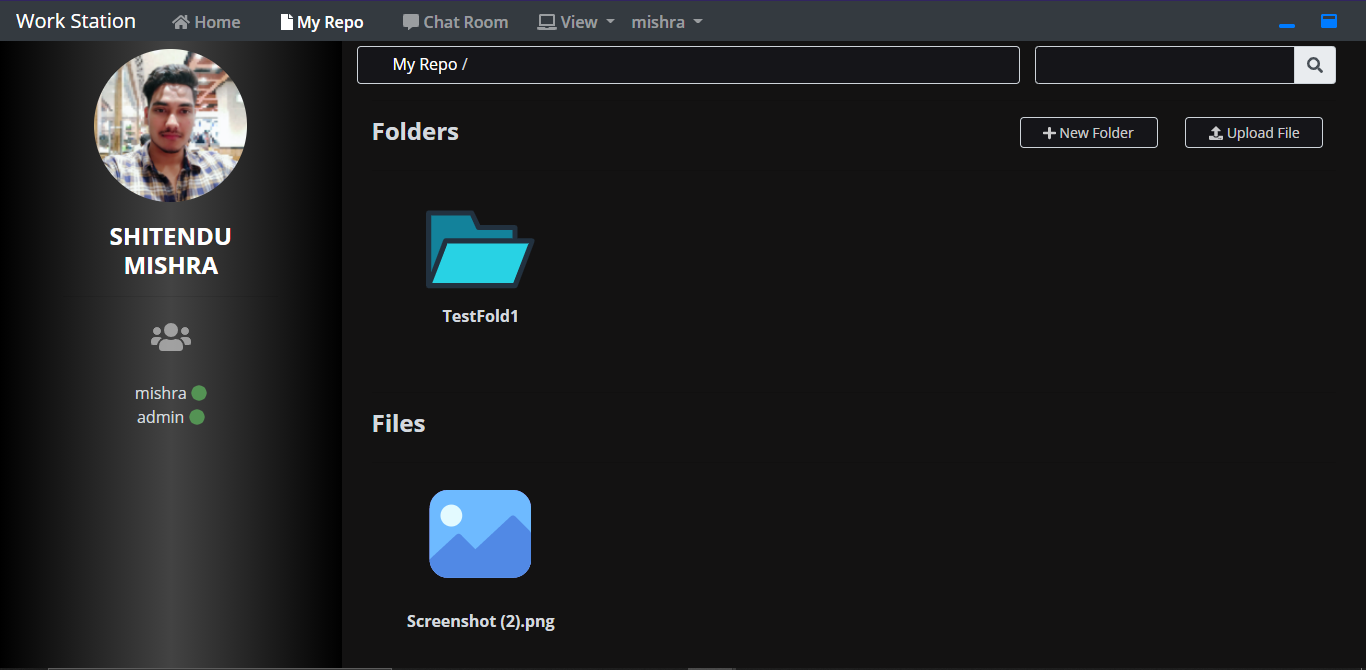 Work Station Home My Repo Chat Room View mishra
My Repo /
Folders
New Folder
Upload File
SHITENDU
MISHRA
TestFold1
mishra
admin
Files
Screenshot (2).png